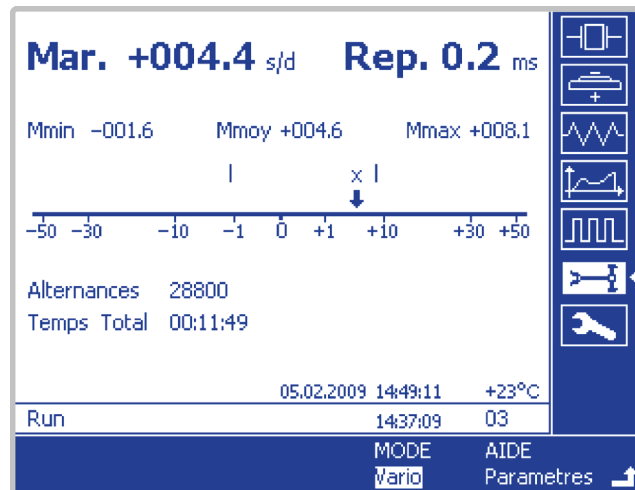 Mar. +004.4 s/d Rep. 0.2 ms
Mmin -001.6 Mmoy +004.6 Mmax +008.1
x
-50 -30 -10 -1 0 +1 +10 +30 +50
Alternances 28800
Temps Total 00:11:49
05.02.2009 14:49:11 +23°C
Run 14:37:09 03
MODE AIDE
Vario Parametres